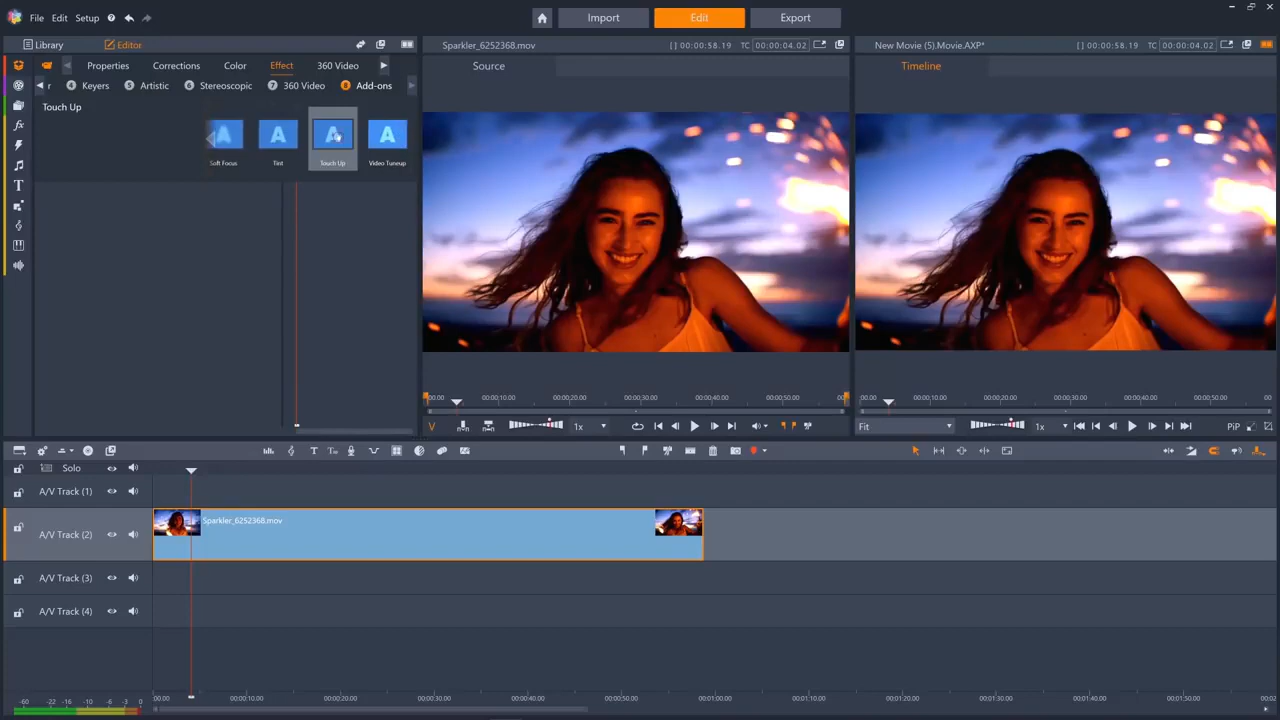 File Edit Setup
Import Edit Export
Library Editor
Sparkler_6252368.mov [ ] 00:00:58.19 TC 00:00:04.02
New Movie (5).Movie.AXP* [ ] 00:00:58.19 TC 00:00:04.02
Properties Corrections Color Effect 360 Video
Source
Timeline
r 4 Keyers 5 Artistic 6 Stereoscopic 7 360 Video 8 Add-ons
Touch Up
Soft Focus Tint Touch Up Video Tuneup
:00.00 00:00:10.00 00:00:20.00 00:00:30.00 00:00:40.00 00:00:50.00
:00.00 00:00:10.00 00:00:20.00 00:00:30.00 00:00:40.00 00:00:50.00
V 1x
Fit 1x PiP
Solo
A/V Track (1)
A/V Track (2)
Sparkler_6252368.mov
A/V Track (3)
A/V Track (4)
-60 -22 -16 -10 -6 -3 0
:00.00 00:00:10.00 00:00:20.00 00:00:30.00 00:00:40.00 00:00:50.00 00:01:00.00 00:01:10.00 00:01:20.00 00:01:30.00 00:01:40.00 00:01:50.00